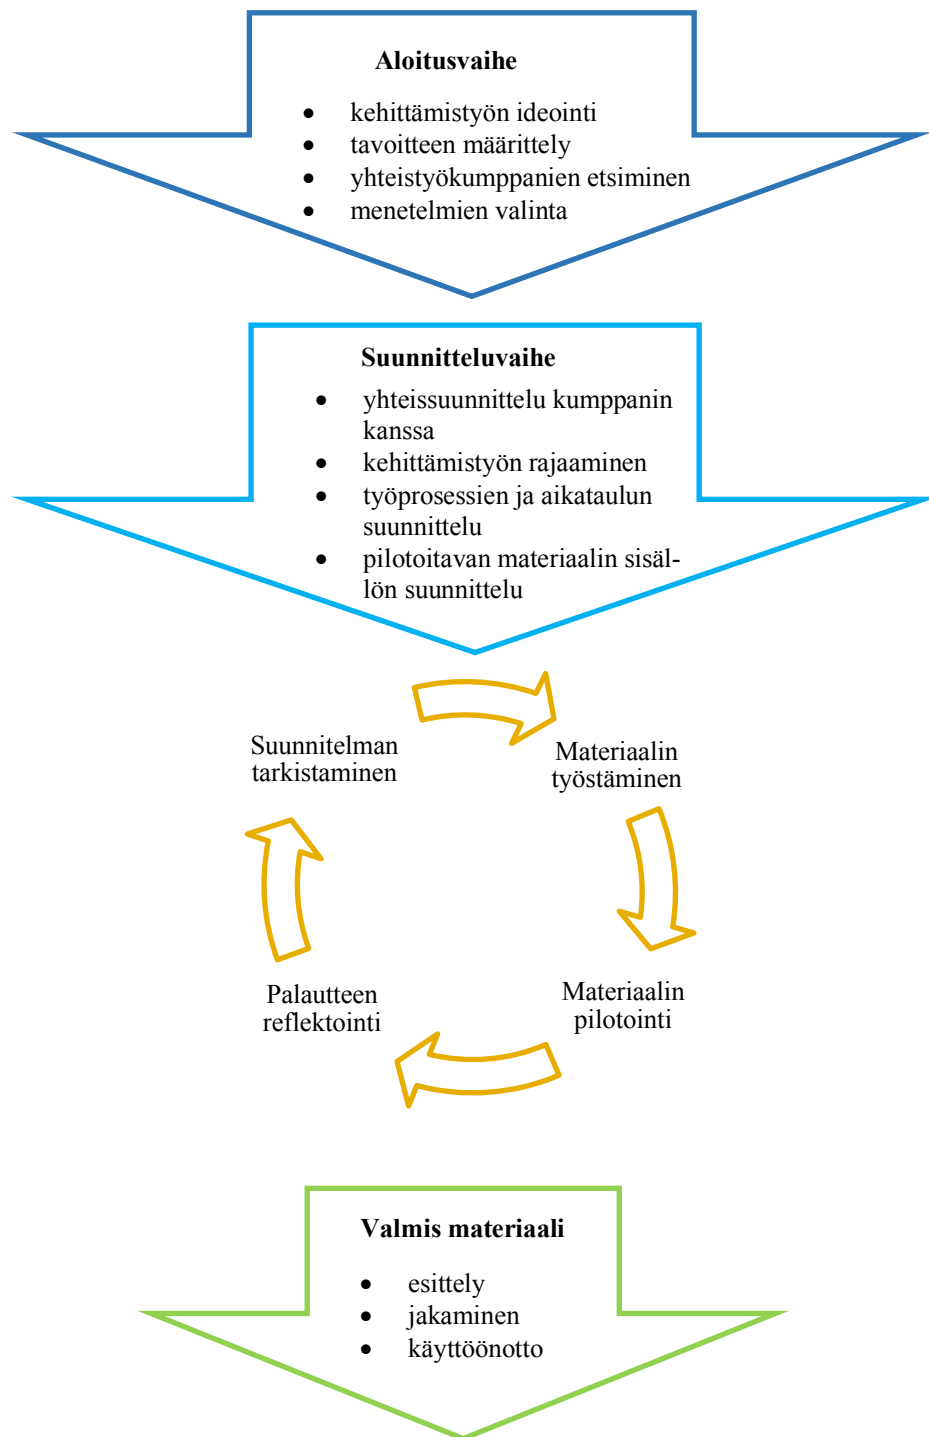 Aloitusvaihe
• kehittämistyön ideointi
• tavoitteen määrittely
• yhteistyökumppanien etsiminen
• menetelmien valinta
Suunnitteluvaihe
• yhteissuunnittelu kumppanin
kanssa
• kehittämistyön rajaaminen
• työprosessien ja aikataulun
suunnittelu
• pilotoitavan materiaalin sisäl-
lön suunnittelu
Suunnitelman
tarkistaminen
Materiaalin
työstäminen
Palautteen
reflektointi
Materiaalin
pilotointi
Valmis materiaali
• esittely
• jakaminen
• käyttöönotto